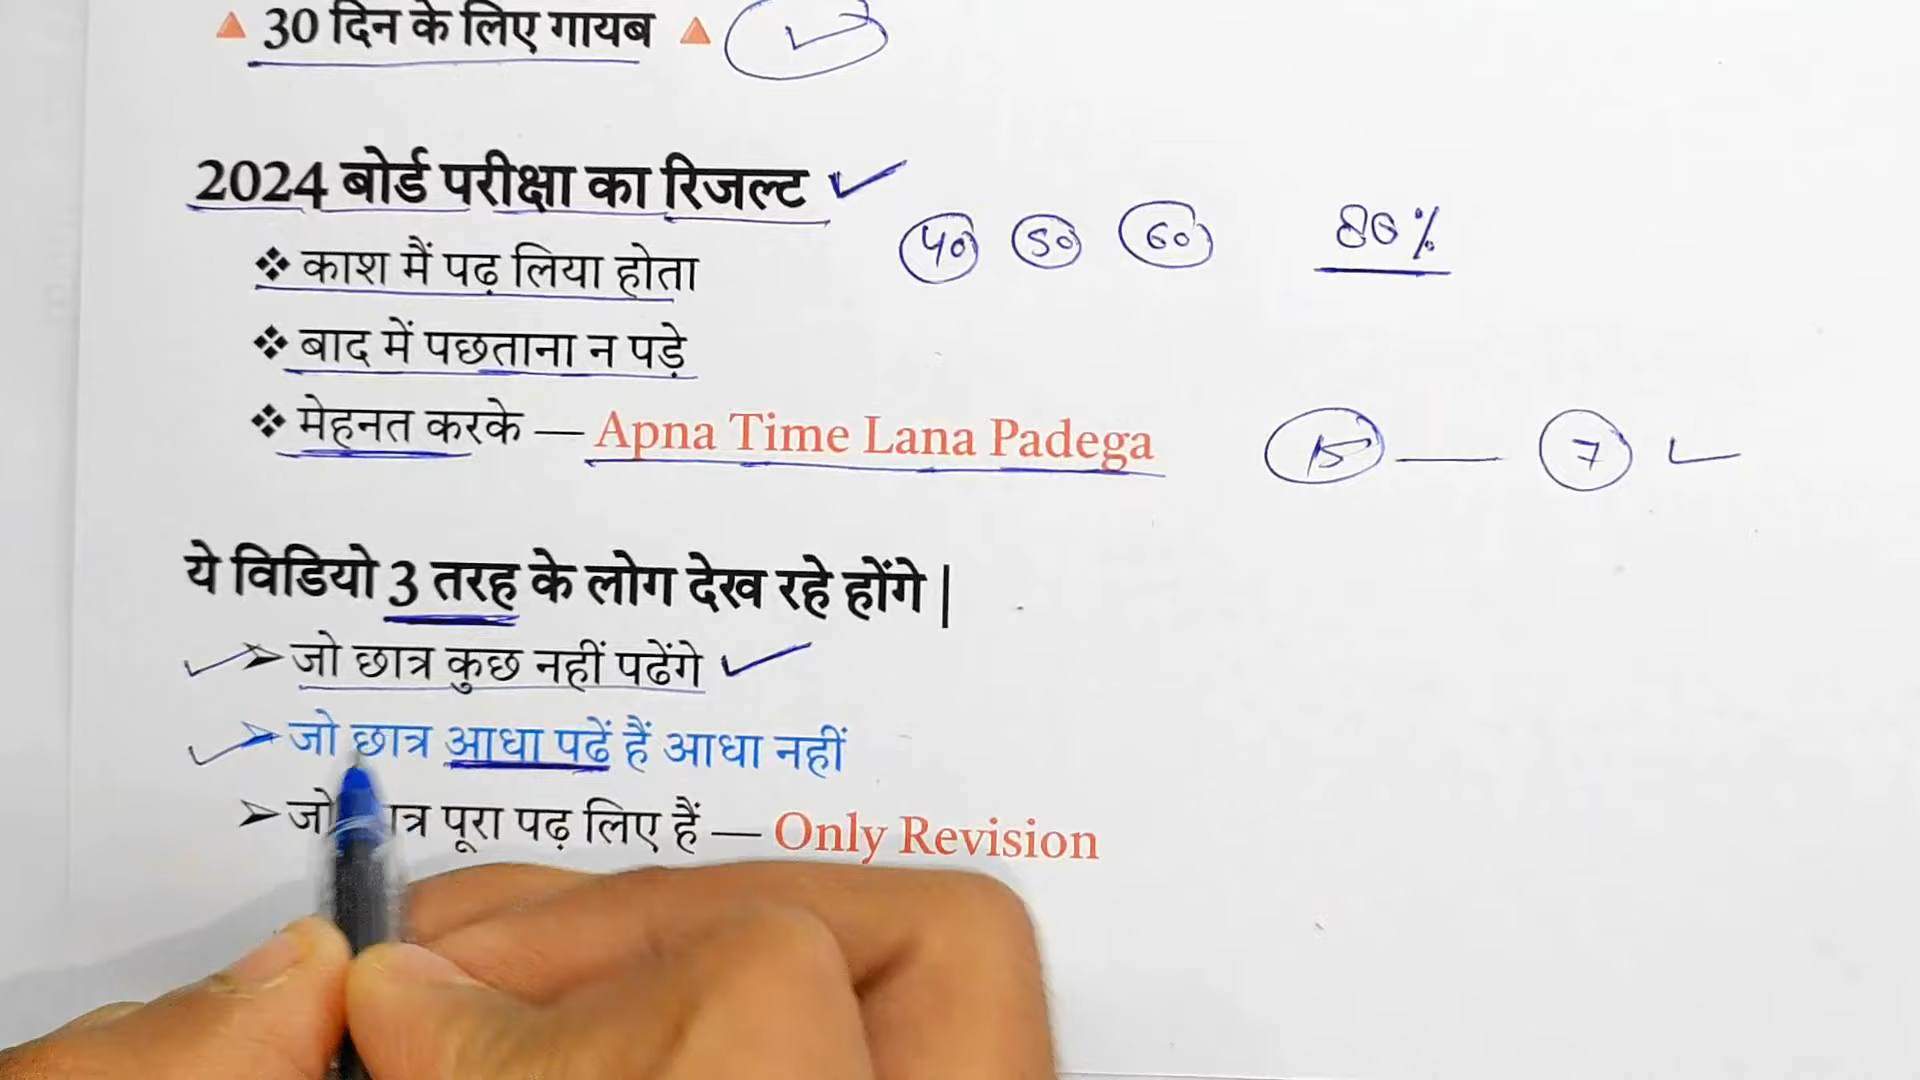 30 दिन के लिए गायब
2024 बोर्ड परीक्षा का रिजल्ट
40 50 60 86%
❖ काश मैं पढ़ लिया होता
❖ बाद में पछताना न पड़े
❖ मेहनत करके — Apna Time Lana Padega
15 — 7
ये विडियो 3 तरह के लोग देख रहे होंगे |
➢ जो छात्र कुछ नहीं पढेंगे
➢ जो छात्र आधा पढें हैं आधा नहीं
➢ जो पूरा पढ़ लिए हैं — Only Revision